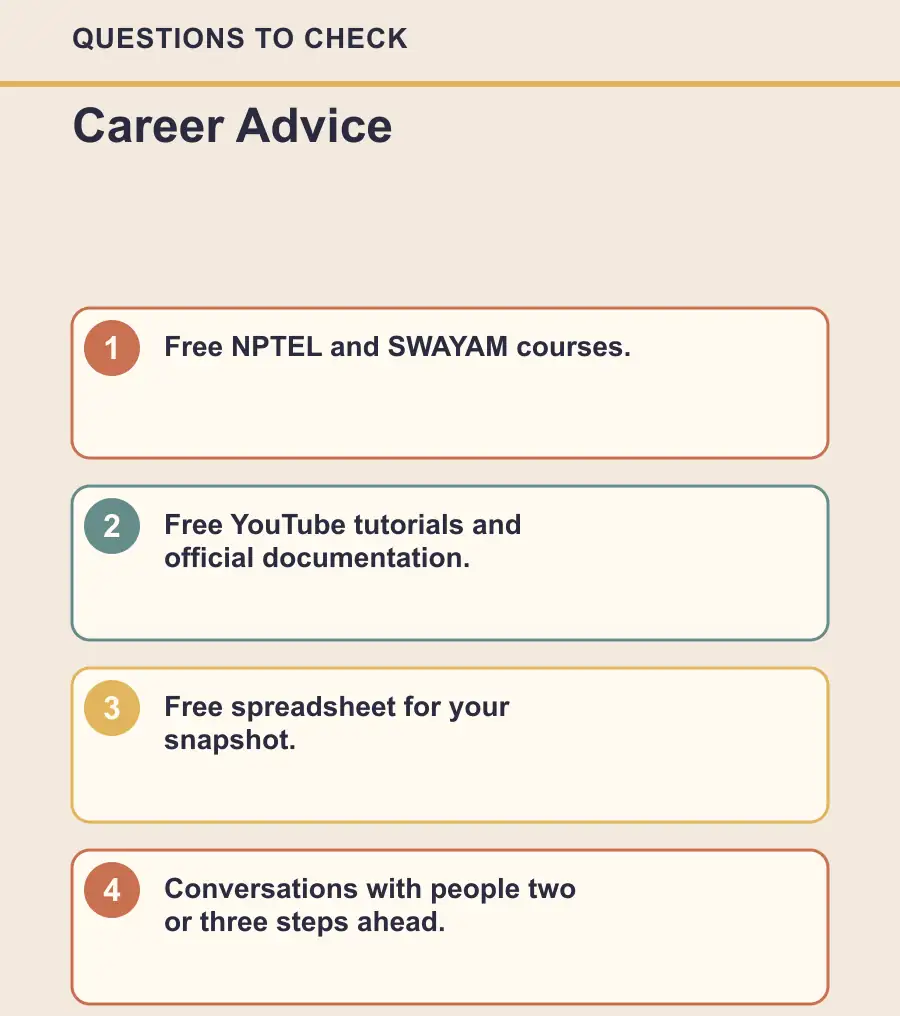 QUESTIONS TO CHECK
Career Advice
1
Free NPTEL and SWAYAM courses.
2
Free YouTube tutorials and
official documentation.
3
Free spreadsheet for your
snapshot.
4
Conversations with people two
or three steps ahead.